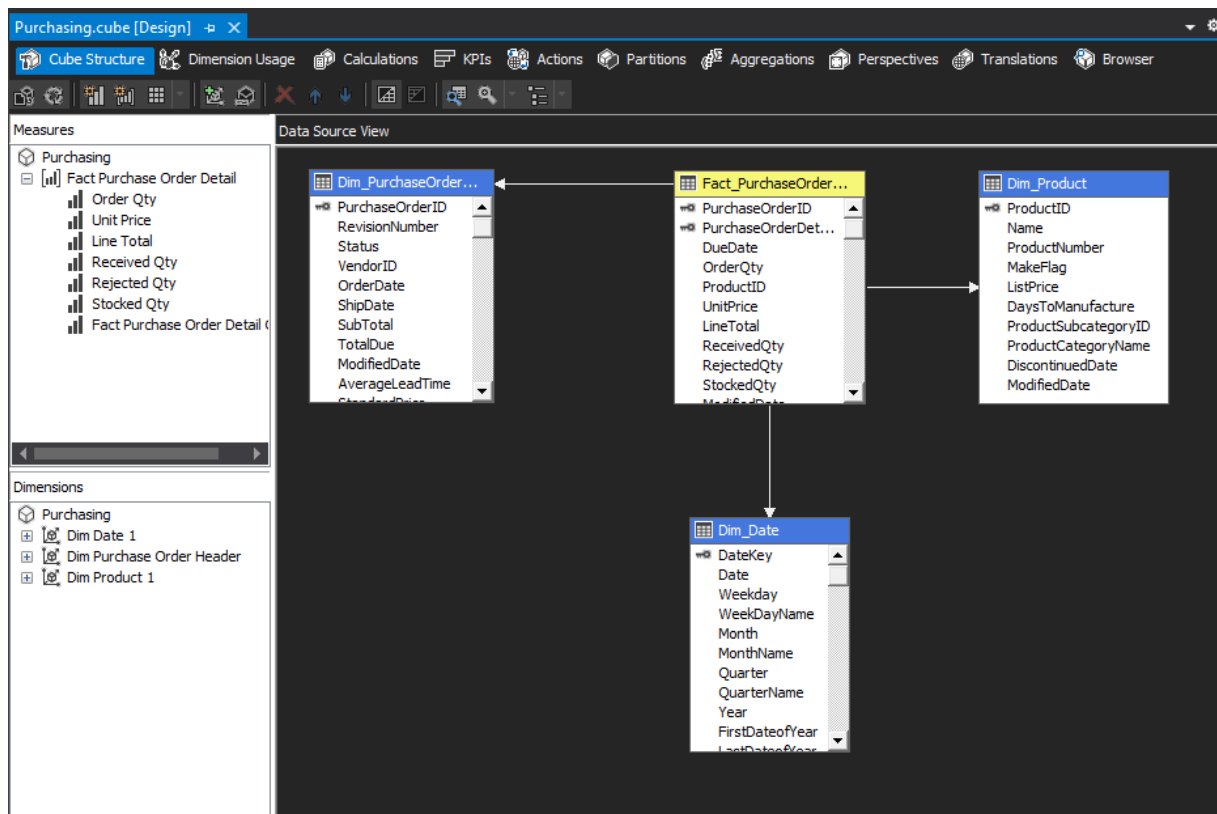 Purchasing.cube [Design]
Cube Structure Dimension Usage Calculations KPIs Actions Partitions Aggregations Perspectives Translations Browser
Measures
Purchasing
Fact Purchase Order Detail
Order Qty
Unit Price
Line Total
Received Qty
Rejected Qty
Stocked Qty
Fact Purchase Order Detail
Dimensions
Purchasing
Dim Date 1
Dim Purchase Order Header
Dim Product 1
Data Source View
Dim_PurchaseOrder...
PurchaseOrderID
RevisionNumber
Status
VendorID
OrderDate
ShipDate
SubTotal
TotalDue
ModifiedDate
AverageLeadTime
StandardPrice
Fact_PurchaseOrder...
PurchaseOrderID
PurchaseOrderDet...
DueDate
OrderQty
ProductID
UnitPrice
LineTotal
ReceivedQty
RejectedQty
StockedQty
ModifiedDate
Dim_Product
ProductID
Name
ProductNumber
MakeFlag
ListPrice
DaysToManufacture
ProductSubcategoryID
ProductCategoryName
DiscontinuedDate
ModifiedDate
Dim_Date
DateKey
Date
Weekday
WeekDayName
Month
MonthName
Quarter
QuarterName
Year
FirstDateofYear
LastDateofYear